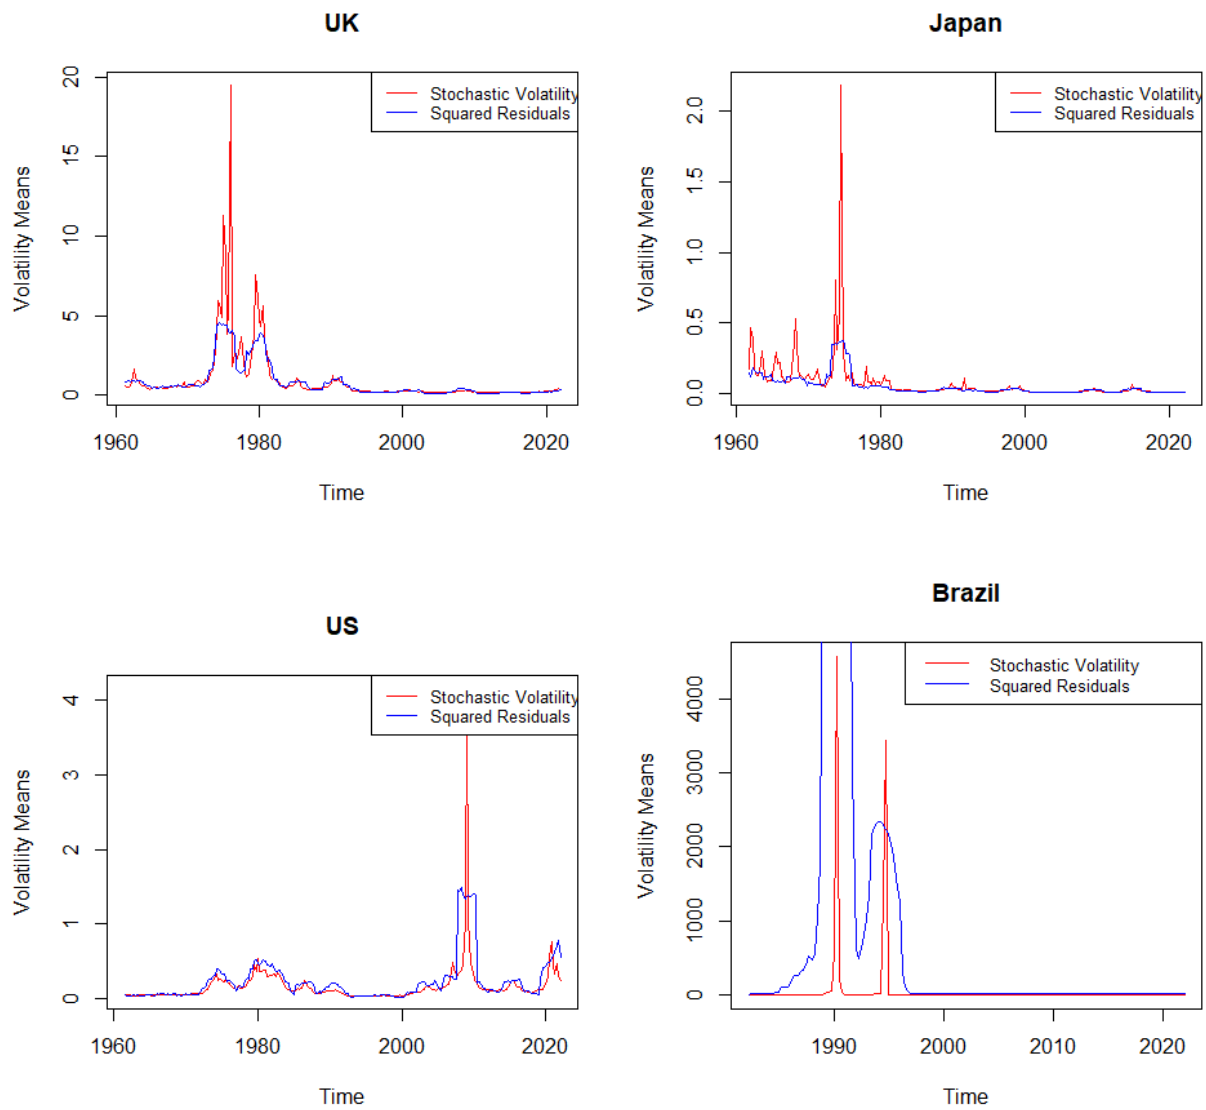 UK
Volatility Means
20
15
10
5
0
Stochastic Volatility
Squared Residuals
1960 1980 2000 2020
Time
Japan
Volatility Means
2.0
1.5
1.0
0.5
0.0
Stochastic Volatility
Squared Residuals
1960 1980 2000 2020
Time
US
Volatility Means
4
3
2
1
0
Stochastic Volatility
Squared Residuals
1960 1980 2000 2020
Time
Brazil
Volatility Means
4000
3000
2000
1000
0
Stochastic Volatility
Squared Residuals
1990 2000 2010 2020
Time